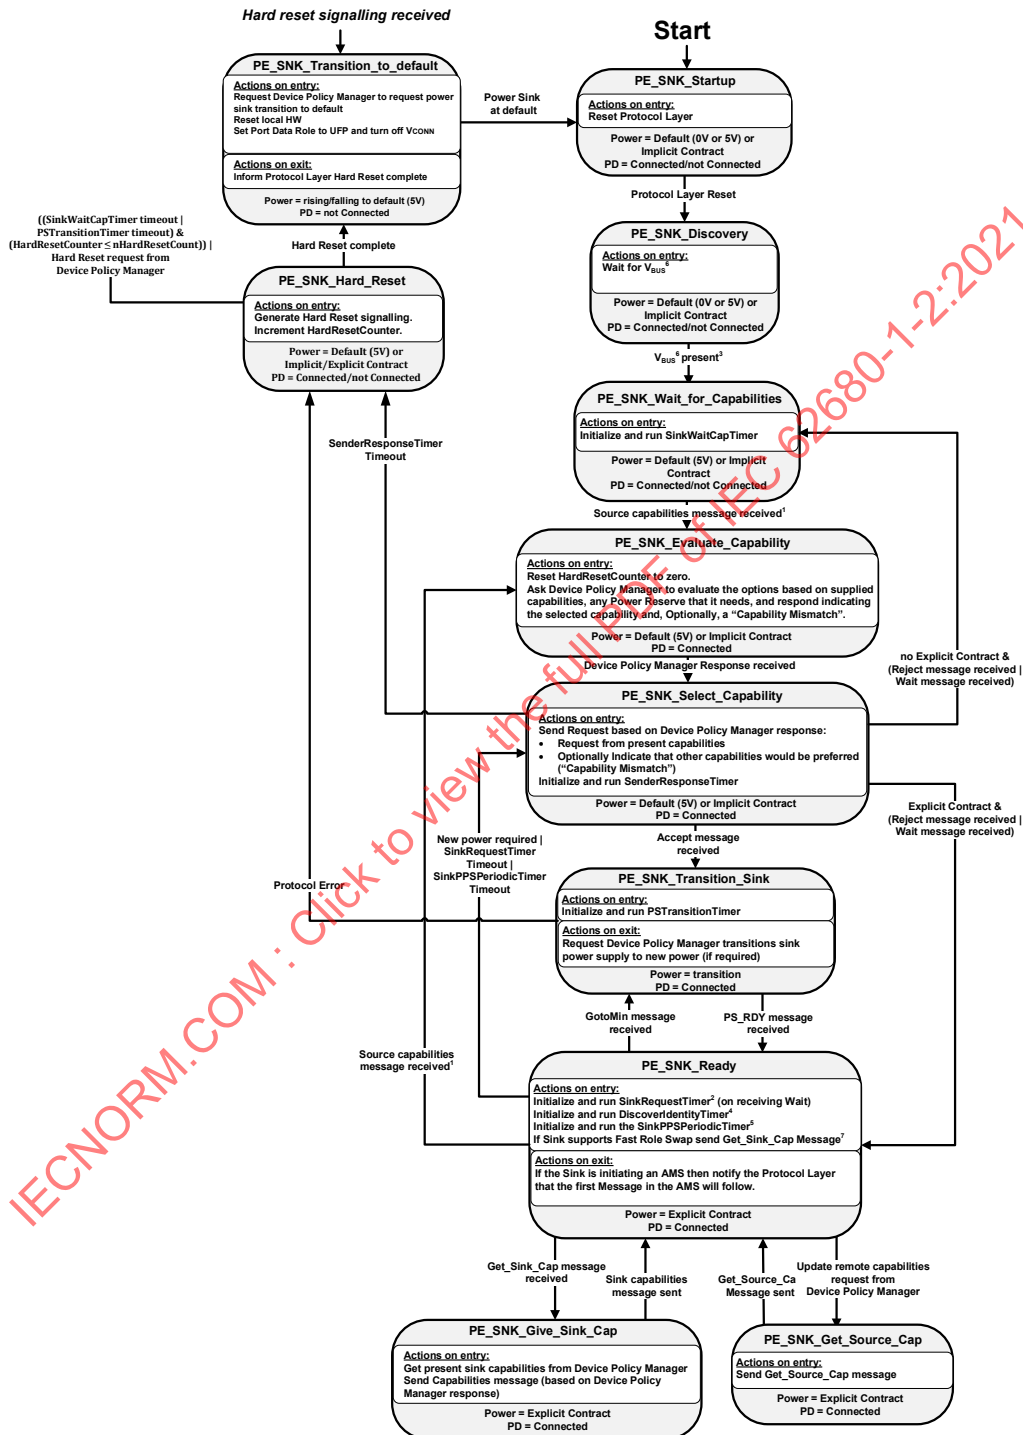 Hard reset signalling received
Start
PE_SNK_Transition_to_default
Actions on entry:
Request Device Policy Manager to request power
sink transition to default
Reset local HW
Set Port Data Role to UFP and turn off VCONN
Actions on exit:
Inform Protocol Layer Hard Reset complete
Power = rising/falling to default (5V)
PD = not Connected
Power Sink
at default
PE_SNK_Startup
Actions on entry:
Reset Protocol Layer
Power = Default (0V or 5V) or
Implicit Contract
PD = Connected/not Connected
Protocol Layer Reset
((SinkWaitCapTimer timeout |
PSTransitionTimer timeout) &
(HardResetCounter ≤ nHardResetCount)) |
Hard Reset request from
Device Policy Manager
Hard Reset complete
PE_SNK_Hard_Reset
Actions on entry:
Generate Hard Reset signalling.
Increment HardResetCounter.
Power = Default (5V) or
Implicit/Explicit Contract
PD = Connected/not Connected
PE_SNK_Discovery
Actions on entry:
Wait for VBUS6
Power = Default (0V or 5V) or
Implicit Contract
PD = Connected/not Connected
VBUS6 present3
PE_SNK_Wait_for_Capabilities
Actions on entry:
Initialize and run SinkWaitCapTimer
Power = Default (5V) or Implicit
Contract
PD = Connected/not Connected
SenderResponseTimer
Timeout
Source capabilities message received1
PE_SNK_Evaluate_Capability
Actions on entry:
Reset HardResetCounter to zero.
Ask Device Policy Manager to evaluate the options based on supplied
capabilities, any Power Reserve that it needs, and respond indicating
the selected capability and, Optionally, a “Capability Mismatch”.
Power = Default (5V) or Implicit Contract
PD = Connected
Device Policy Manager Response received
no Explicit Contract &
(Reject message received |
Wait message received)
PE_SNK_Select_Capability
Actions on entry:
Send Request based on Device Policy Manager response:
• Request from present capabilities
• Optionally Indicate that other capabilities would be preferred
(“Capability Mismatch”)
Initialize and run SenderResponseTimer
Power = Default (5V) or Implicit Contract
PD = Connected
Explicit Contract &
(Reject message received |
Wait message received)
Accept message
received
New power required |
SinkRequestTimer
Timeout |
SinkPPSPeriodicTimer
Timeout
Protocol Error
PE_SNK_Transition_Sink
Actions on entry:
Initialize and run PSTransitionTimer
Actions on exit:
Request Device Policy Manager transitions sink
power supply to new power (if required)
Power = transition
PD = Connected
GotoMin message
received
PS_RDY message
received
Source capabilities
message received1
PE_SNK_Ready
Actions on entry:
Initialize and run SinkRequestTimer2 (on receiving Wait)
Initialize and run DiscoverIdentityTimer4
Initialize and run the SinkPPSPeriodicTimer5
If Sink supports Fast Role Swap send Get_Sink_Cap Message7
Actions on exit:
If the Sink is initiating an AMS then notify the Protocol Layer
that the first Message in the AMS will follow.
Power = Explicit Contract
PD = Connected
Get_Sink_Cap message
received
Sink capabilities
message sent
Get_Source_Ca
Message sent
Update remote capabilities
request from
Device Policy Manager
PE_SNK_Give_Sink_Cap
Actions on entry:
Get present sink capabilities from Device Policy Manager
Send Capabilities message (based on Device Policy
Manager response)
Power = Explicit Contract
PD = Connected
PE_SNK_Get_Source_Cap
Actions on entry:
Send Get_Source_Cap message
Power = Explicit Contract
PD = Connected
IECNORM.COM : Click to view the full PDF of IEC 62680-1-2:2021